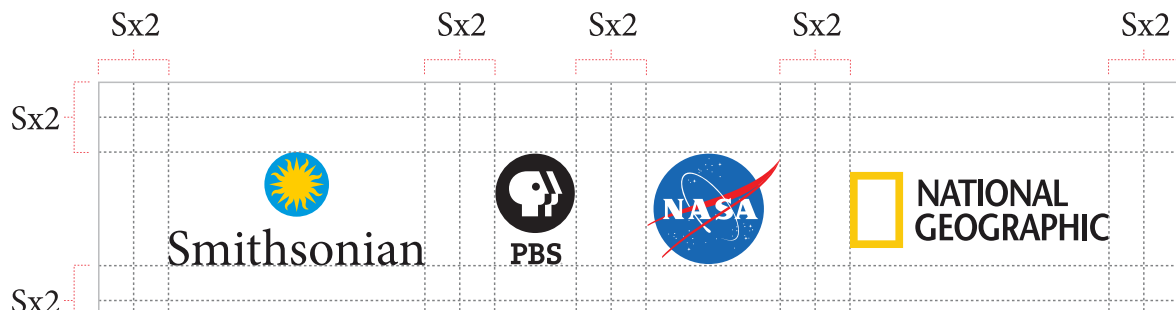 Sx2 Sx2 Sx2 Sx2 Sx2
Sx2
NASA
NATIONAL
GEOGRAPHIC
Smithsonian
PBS
Sx2